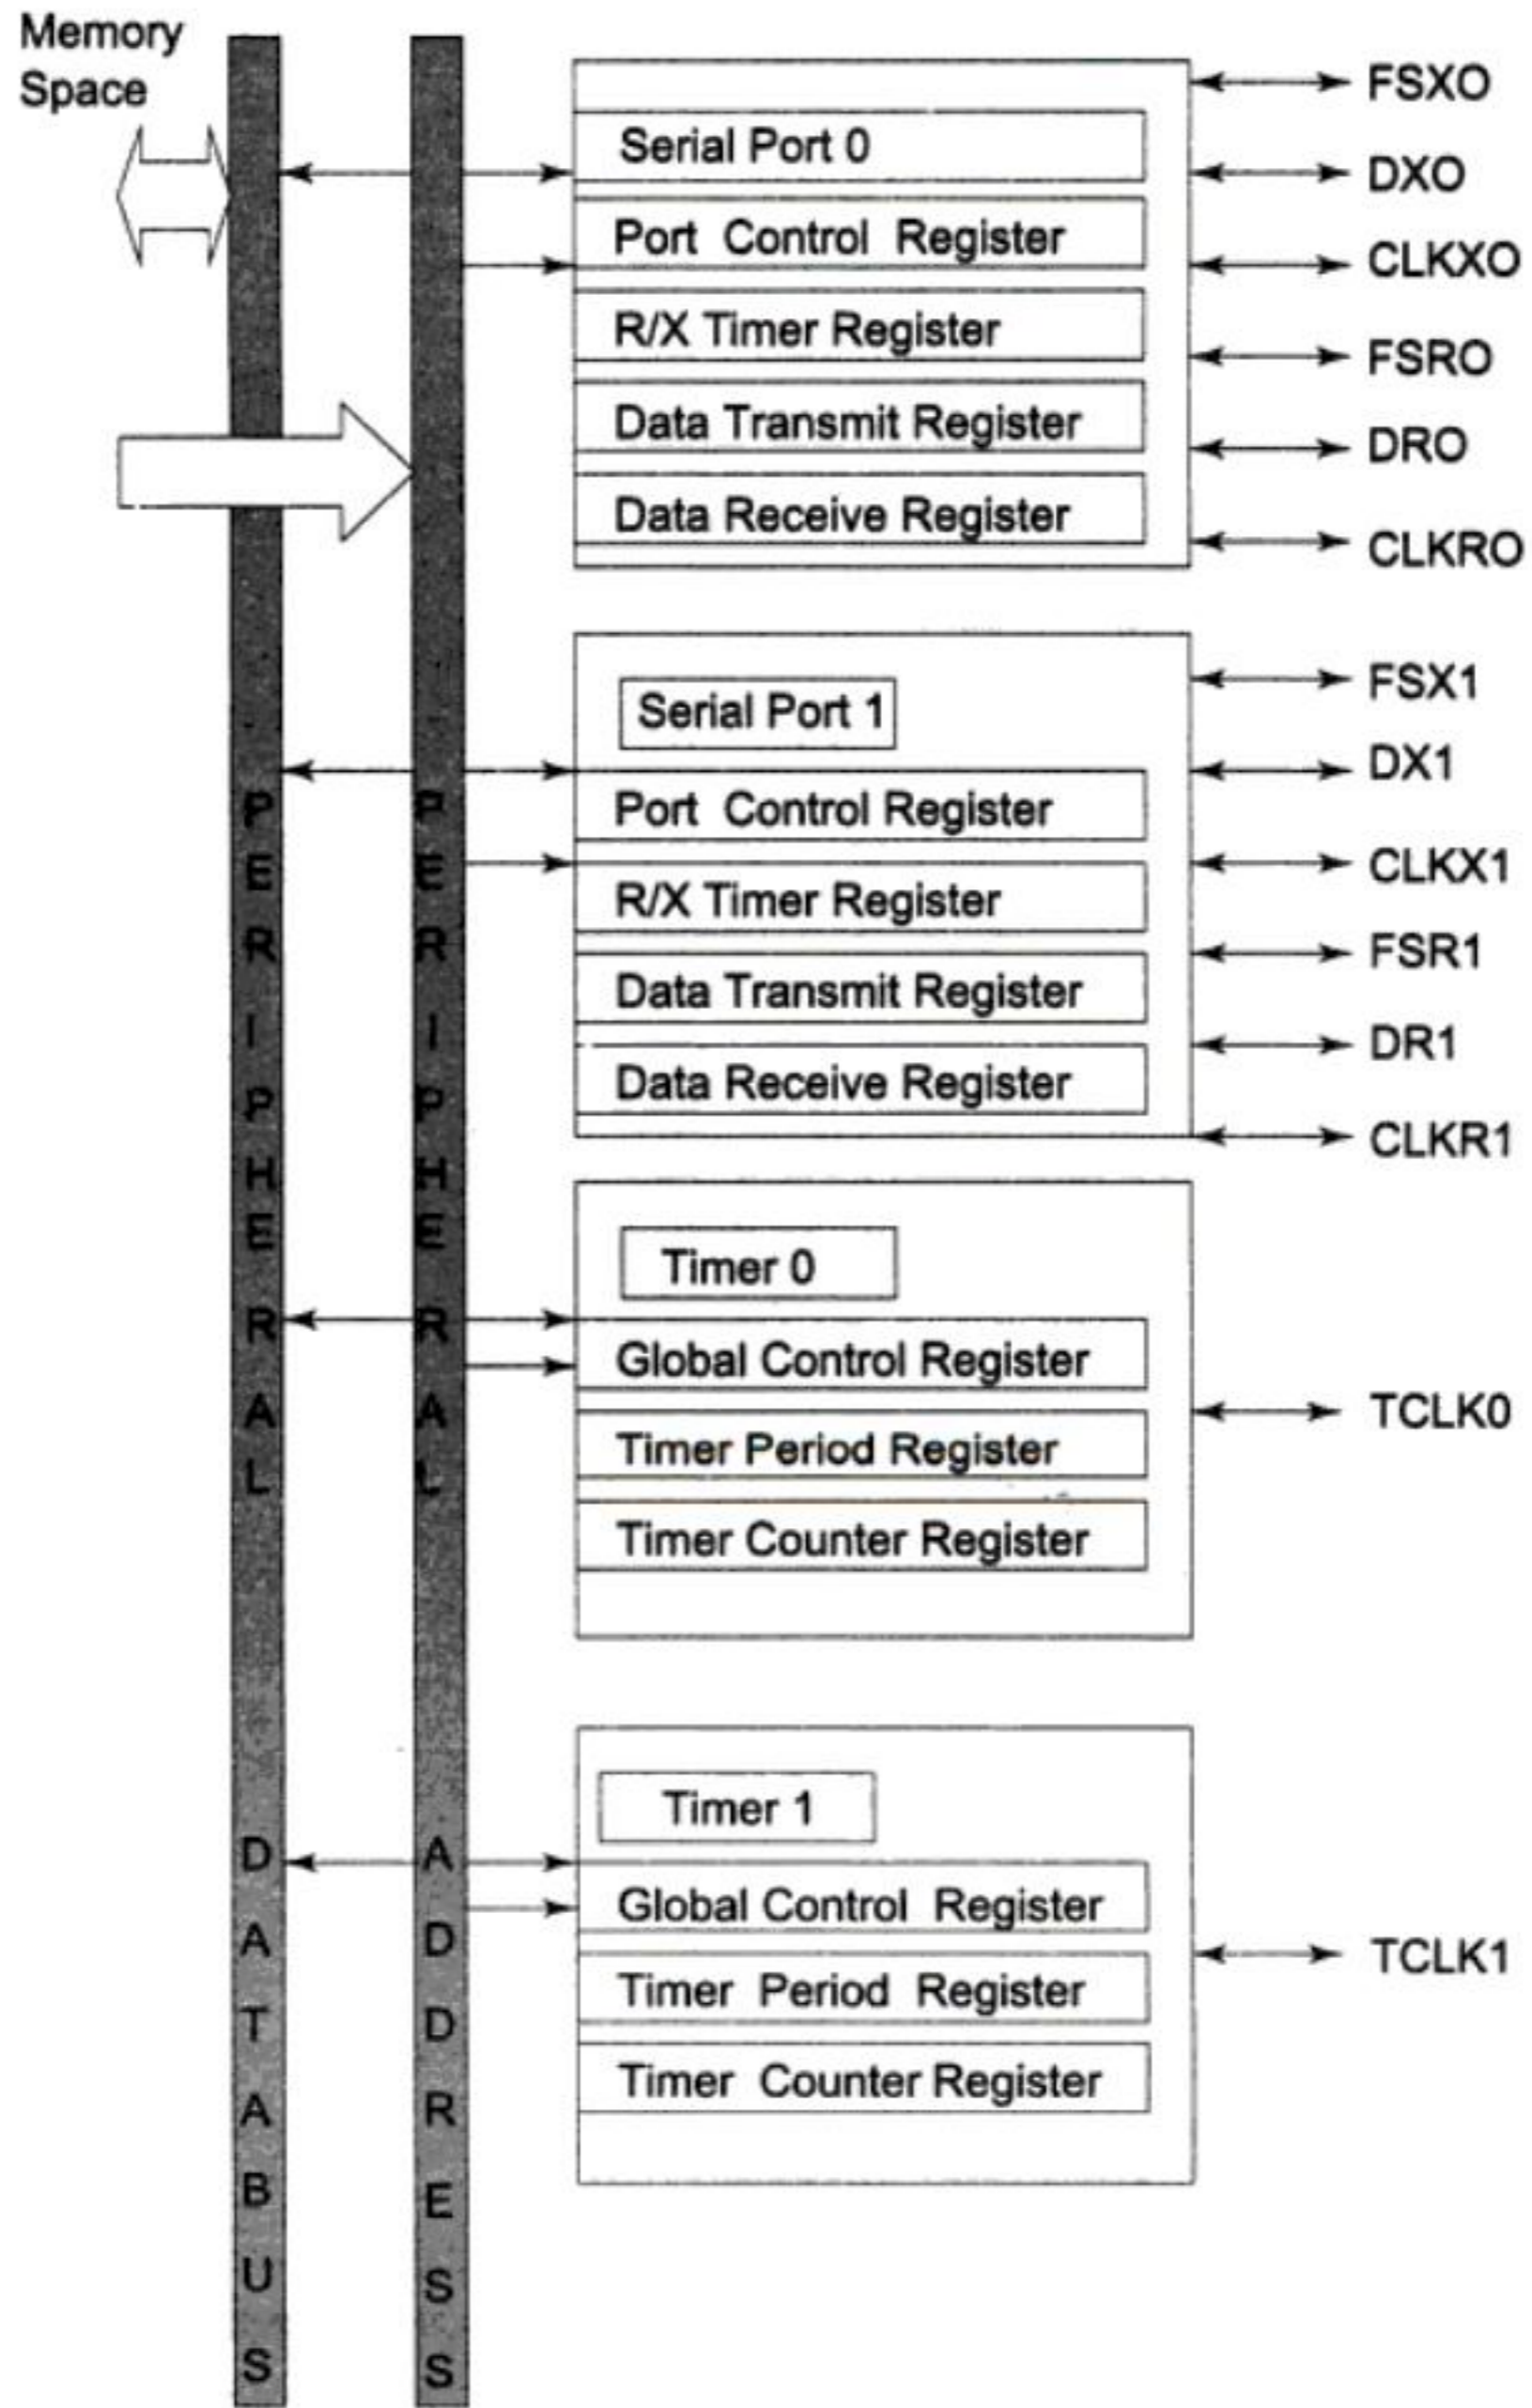 Memory
Space
PERIPHERAL DATABUS
PERIPHERAL ADDRESS
Serial Port 0
Port Control Register
R/X Timer Register
Data Transmit Register
Data Receive Register
FSXO
DXO
CLKXO
FSRO
DRO
CLKRO
Serial Port 1
Port Control Register
R/X Timer Register
Data Transmit Register
Data Receive Register
FSX1
DX1
CLKX1
FSR1
DR1
CLKR1
Timer 0
Global Control Register
Timer Period Register
Timer Counter Register
TCLK0
Timer 1
Global Control Register
Timer Period Register
Timer Counter Register
TCLK1